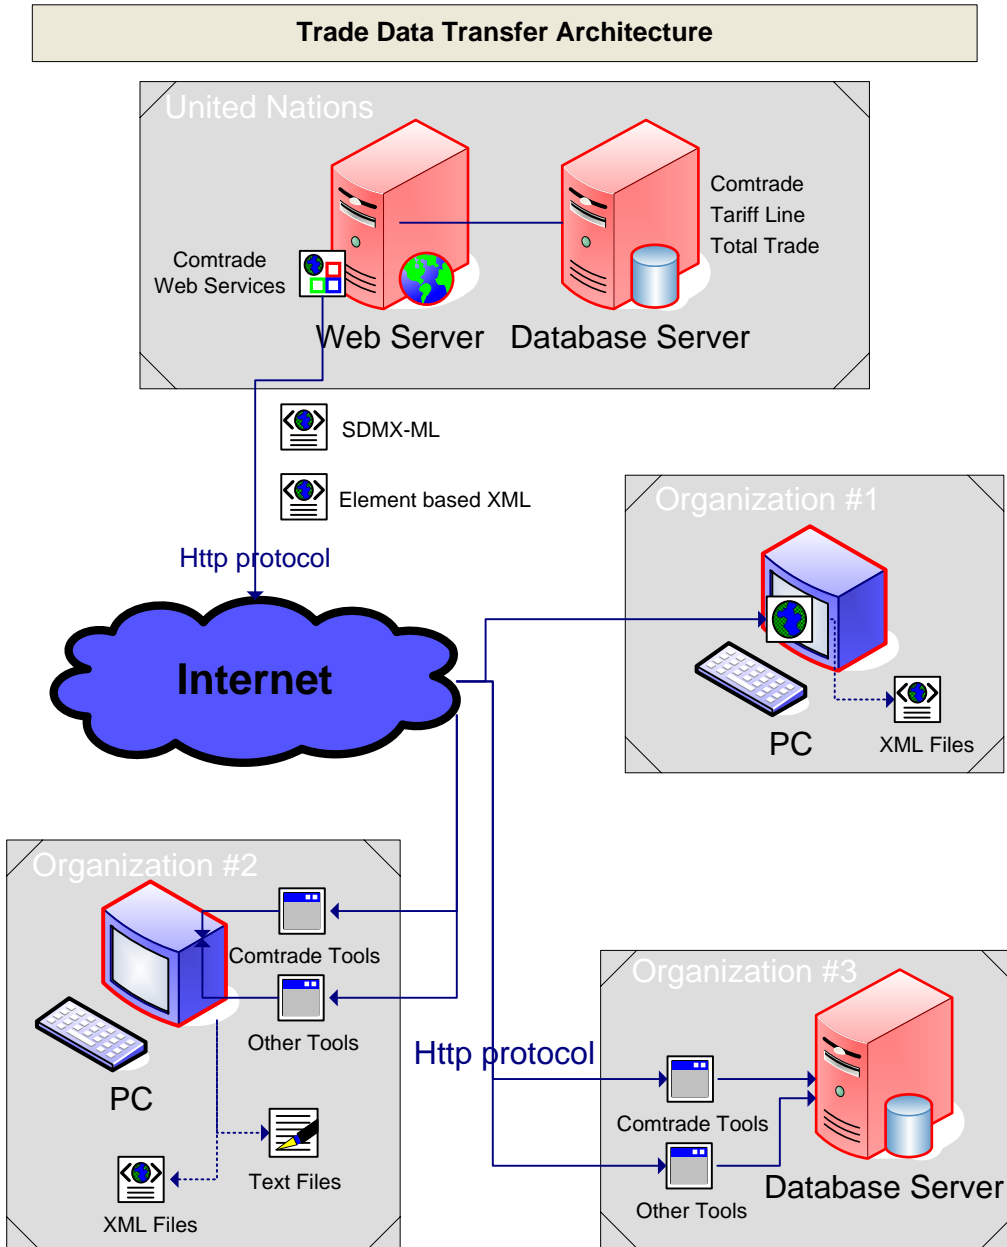 Trade Data Transfer Architecture
United Nations
Comtrade
Tariff Line
Total Trade
Comtrade
Web Services
Web Server
Database Server
SDMX-ML
Element based XML
Http protocol
Internet
Organization #1
PC
XML Files
Organization #2
Comtrade Tools
Other Tools
PC
Text Files
XML Files
Http protocol
Organization #3
Comtrade Tools
Other Tools
Database Server